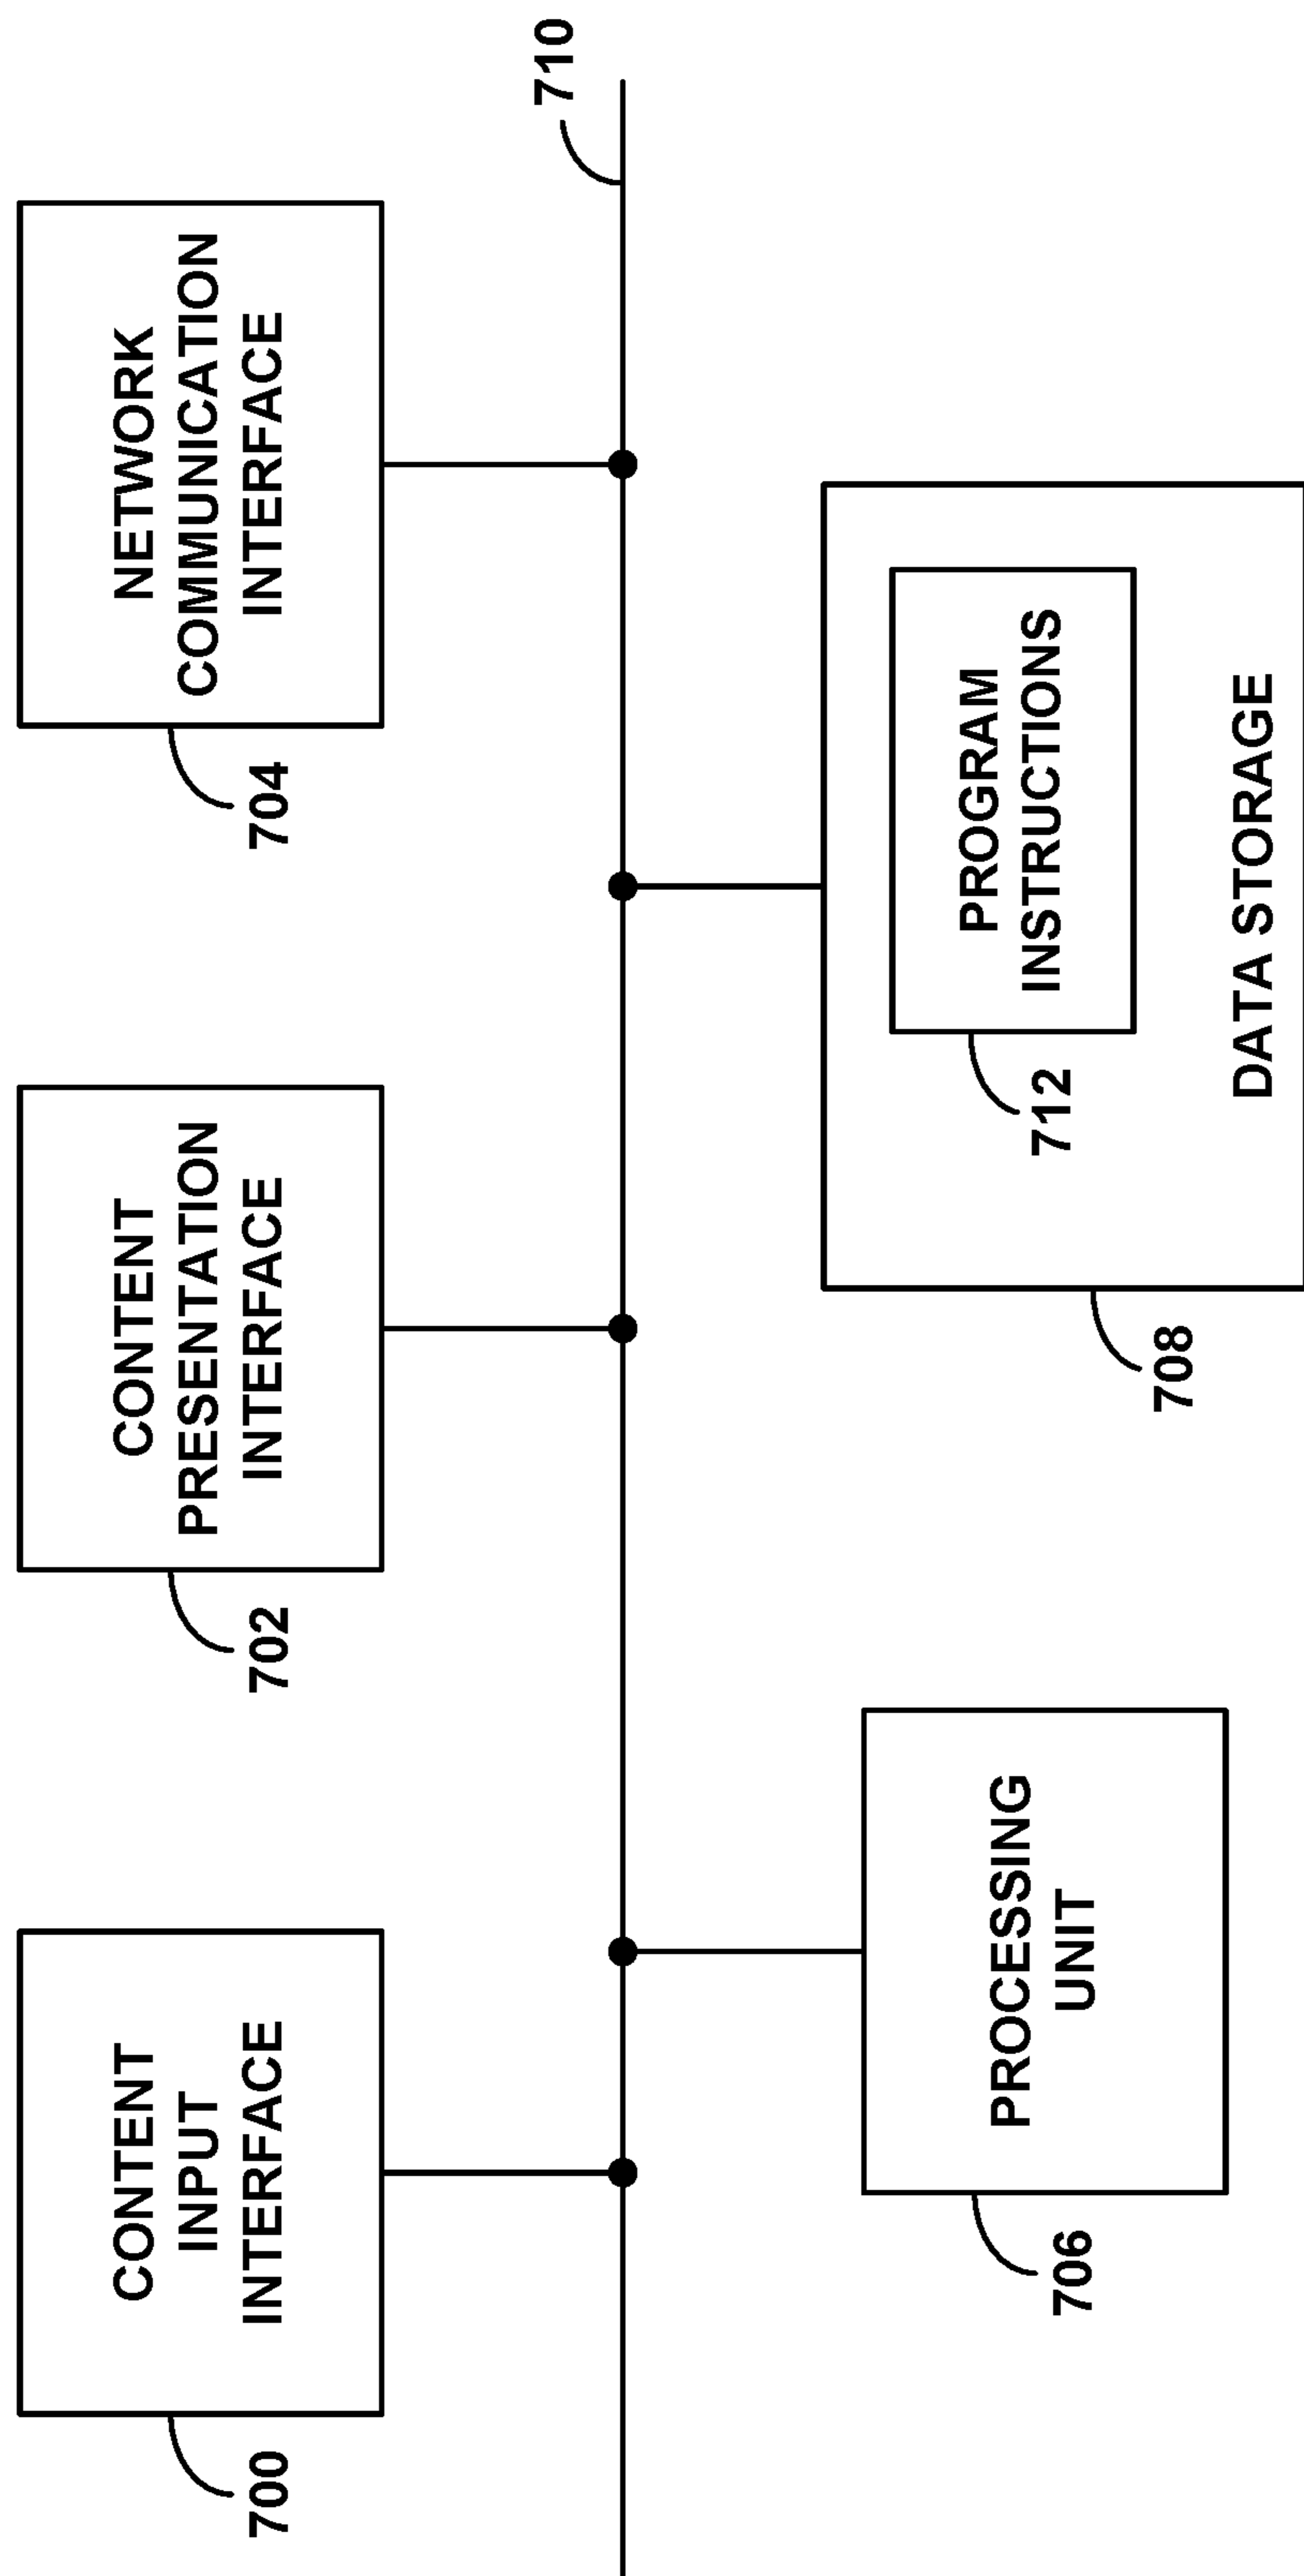 CONTENT
INPUT
INTERFACE
700
CONTENT
PRESENTATION
INTERFACE
702
NETWORK
COMMUNICATION
INTERFACE
704
710
PROCESSING
UNIT
706
PROGRAM
INSTRUCTIONS
712
DATA STORAGE
708